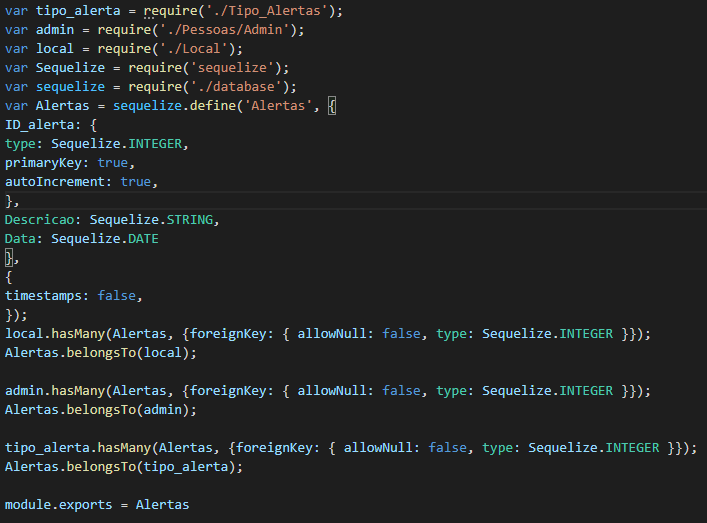 var tipo_alerta = require('./Tipo_Alertas');
var admin = require('./Pessoas/Admin');
var local = require('./Local');
var Sequelize = require('sequelize');
var sequelize = require('./database');
var Alertas = sequelize.define('Alertas', {
ID_alerta: {
type: Sequelize.INTEGER,
primaryKey: true,
autoIncrement: true,
},
Descricao: Sequelize.STRING,
Data: Sequelize.DATE
},
{
timestamps: false,
});
local.hasMany(Alertas, {foreignKey: { allowNull: false, type: Sequelize.INTEGER }});
Alertas.belongsTo(local);
admin.hasMany(Alertas, {foreignKey: { allowNull: false, type: Sequelize.INTEGER }});
Alertas.belongsTo(admin);
tipo_alerta.hasMany(Alertas, {foreignKey: { allowNull: false, type: Sequelize.INTEGER }});
Alertas.belongsTo(tipo_alerta);
module.exports = Alertas